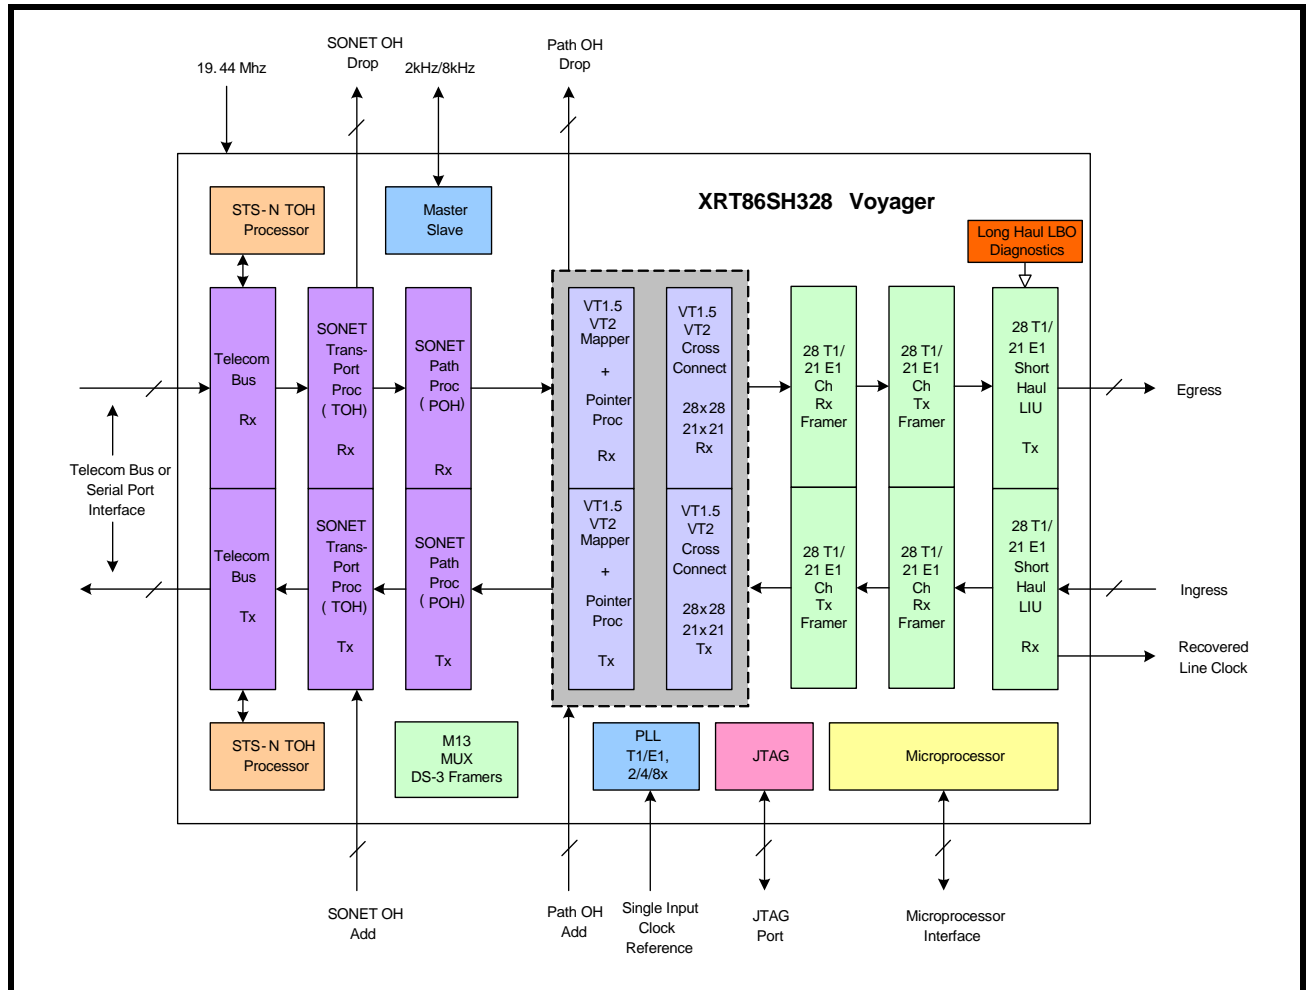 SONET OH
Drop
Path OH
Drop
19.44 Mhz
2kHz/8kHz
XRT86SH328 Voyager
STS-N TOH
Processor
Master
Slave
Long Haul LBO
Diagnostics
Telecom
Bus
Rx
SONET
Trans-
Port
Proc
( TOH)
Rx
SONET
Path
Proc
( POH)
Rx
VT1.5
VT2
Mapper
+
Pointer
Proc
Rx
VT1.5
VT2
Cross
Connect
28x28
21x21
Rx
28 T1/
21 E1
Ch
Rx
Framer
28 T1/
21 E1
Ch
Tx
Framer
28 T1/
21 E1
Short
Haul
LIU
Tx
Egress
Telecom Bus or
Serial Port
Interface
Telecom
Bus
Tx
SONET
Trans-
Port
Proc
( TOH)
Tx
SONET
Path
Proc
( POH)
Tx
VT1.5
VT2
Mapper
+
Pointer
Proc
Tx
VT1.5
VT2
Cross
Connect
28x28
21x21
Tx
28 T1/
21 E1
Ch
Tx
Framer
28 T1/
21 E1
Ch
Rx
Framer
28 T1/
21 E1
Short
Haul
LIU
Rx
Ingress
Recovered
Line Clock
STS-N TOH
Processor
M13
MUX
DS-3 Framers
PLL
T1/E1,
2/4/8x
JTAG
Microprocessor
SONET OH
Add
Path OH
Add
Single Input
Clock
Reference
JTAG
Port
Microprocessor
Interface